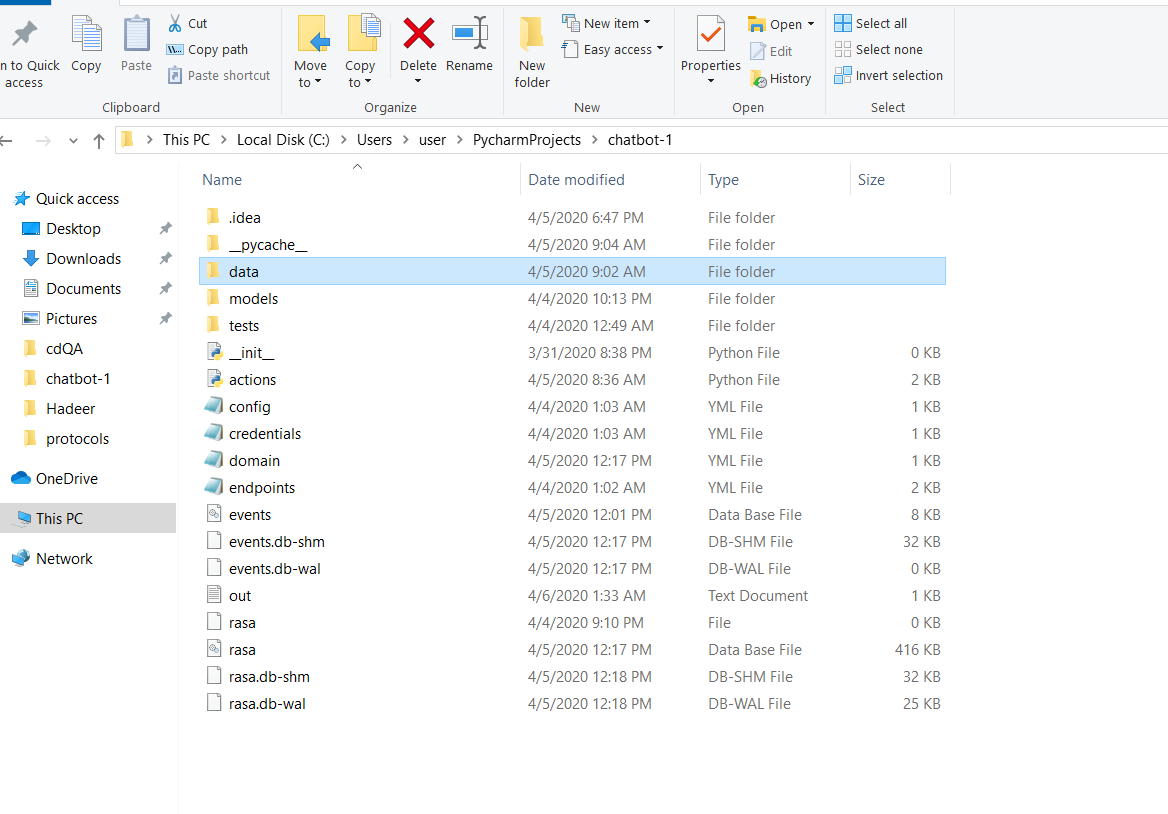 Cut
Copy path
Paste shortcut
n to Quick access
Copy
Paste
Clipboard
Move to
Copy to
Delete
Rename
Organize
New folder
New item
Easy access
New
Properties
Open
Edit
History
Open
Select all
Select none
Invert selection
Select
This PC > Local Disk (C:) > Users > user > PycharmProjects > chatbot-1
Quick access
Desktop
Downloads
Documents
Pictures
cdQA
chatbot-1
Hadeer
protocols
OneDrive
This PC
Network
Name Date modified Type Size
.idea 4/5/2020 6:47 PM File folder
__pycache__ 4/5/2020 9:04 AM File folder
data 4/5/2020 9:02 AM File folder
models 4/4/2020 10:13 PM File folder
tests 4/4/2020 12:49 AM File folder
__init__ 3/31/2020 8:38 PM Python File 0 KB
actions 4/5/2020 8:36 AM Python File 2 KB
config 4/4/2020 1:03 AM YML File 1 KB
credentials 4/4/2020 1:03 AM YML File 1 KB
domain 4/5/2020 12:17 PM YML File 1 KB
endpoints 4/4/2020 1:02 AM YML File 2 KB
events 4/5/2020 12:01 PM Data Base File 8 KB
events.db-shm 4/5/2020 12:17 PM DB-SHM File 32 KB
events.db-wal 4/5/2020 12:17 PM DB-WAL File 0 KB
out 4/6/2020 1:33 AM Text Document 1 KB
rasa 4/4/2020 9:10 PM File 0 KB
rasa 4/5/2020 12:17 PM Data Base File 416 KB
rasa.db-shm 4/5/2020 12:18 PM DB-SHM File 32 KB
rasa.db-wal 4/5/2020 12:18 PM DB-WAL File 25 KB